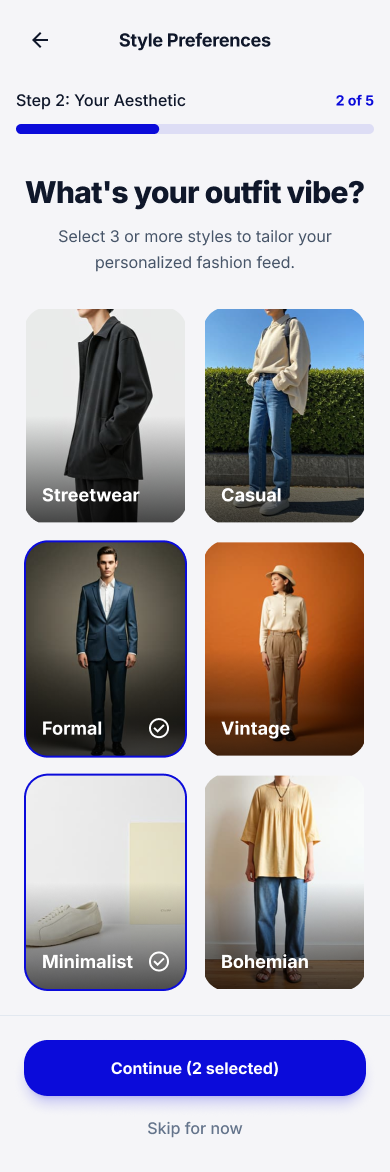 Style Preferences
Step 2: Your Aesthetic
2 of 5
What's your outfit vibe?
Select 3 or more styles to tailor your
personalized fashion feed.
Streetwear
Casual
Formal
Vintage
Minimalist
Bohemian
Continue (2 selected)
Skip for now